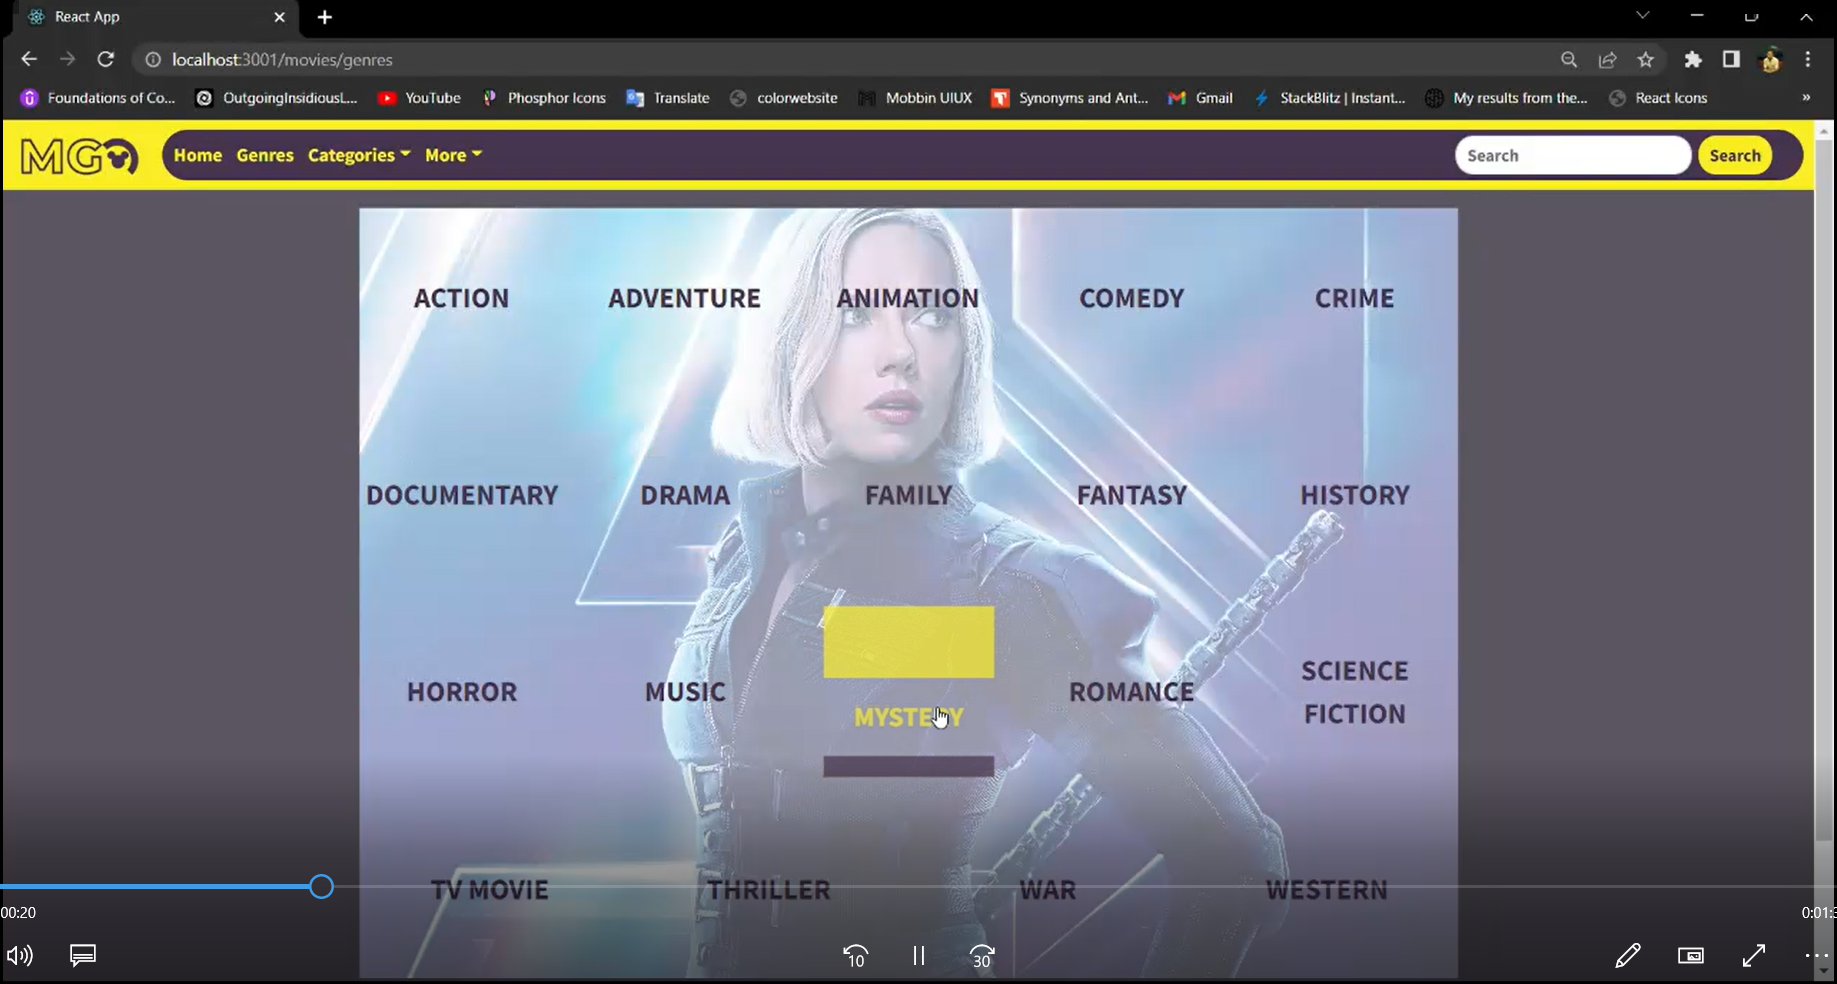 React App
localhost:3001/movies/genres
Foundations of Co... OutgoingInsidiousL... YouTube Phosphor Icons Translate colorwebsite Mobbin UIUX Synonyms and Ant... Gmail StackBlitz | Instant... My results from the... React Icons »
MG Home Genres Categories More Search Search
ACTION ADVENTURE ANIMATION COMEDY CRIME
DOCUMENTARY DRAMA FAMILY FANTASY HISTORY
HORROR MUSIC MYSTERY ROMANCE SCIENCE
FICTION
TV MOVIE THRILLER WAR WESTERN
00:20 0:01:3
10 30